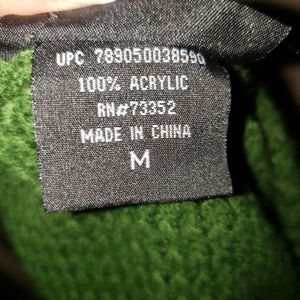 UPC 789050038590
100% ACRYLIC
RN#73352
MADE IN CHINA
M